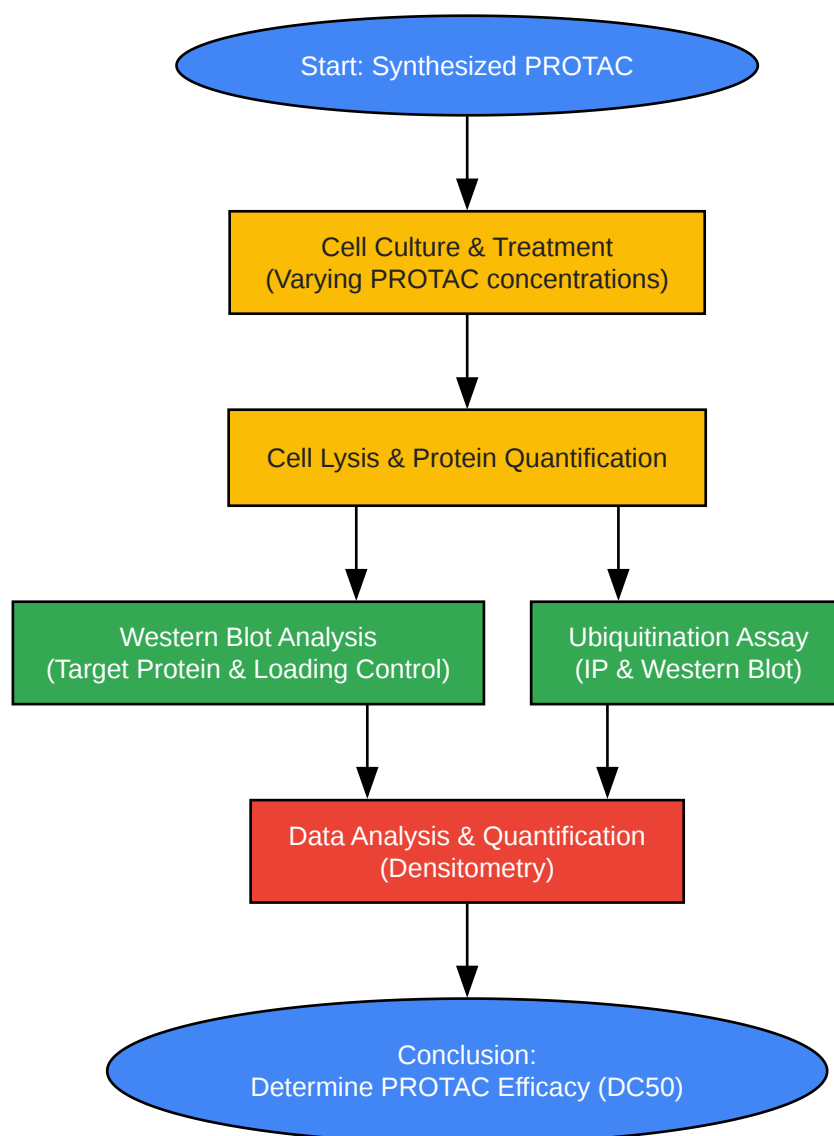 Start: Synthesized PROTAC
Cell Culture & Treatment
(Varying PROTAC concentrations)
Cell Lysis & Protein Quantification
Western Blot Analysis
(Target Protein & Loading Control)
Ubiquitination Assay
(IP & Western Blot)
Data Analysis & Quantification
(Densitometry)
Conclusion:
Determine PROTAC Efficacy (DC50)